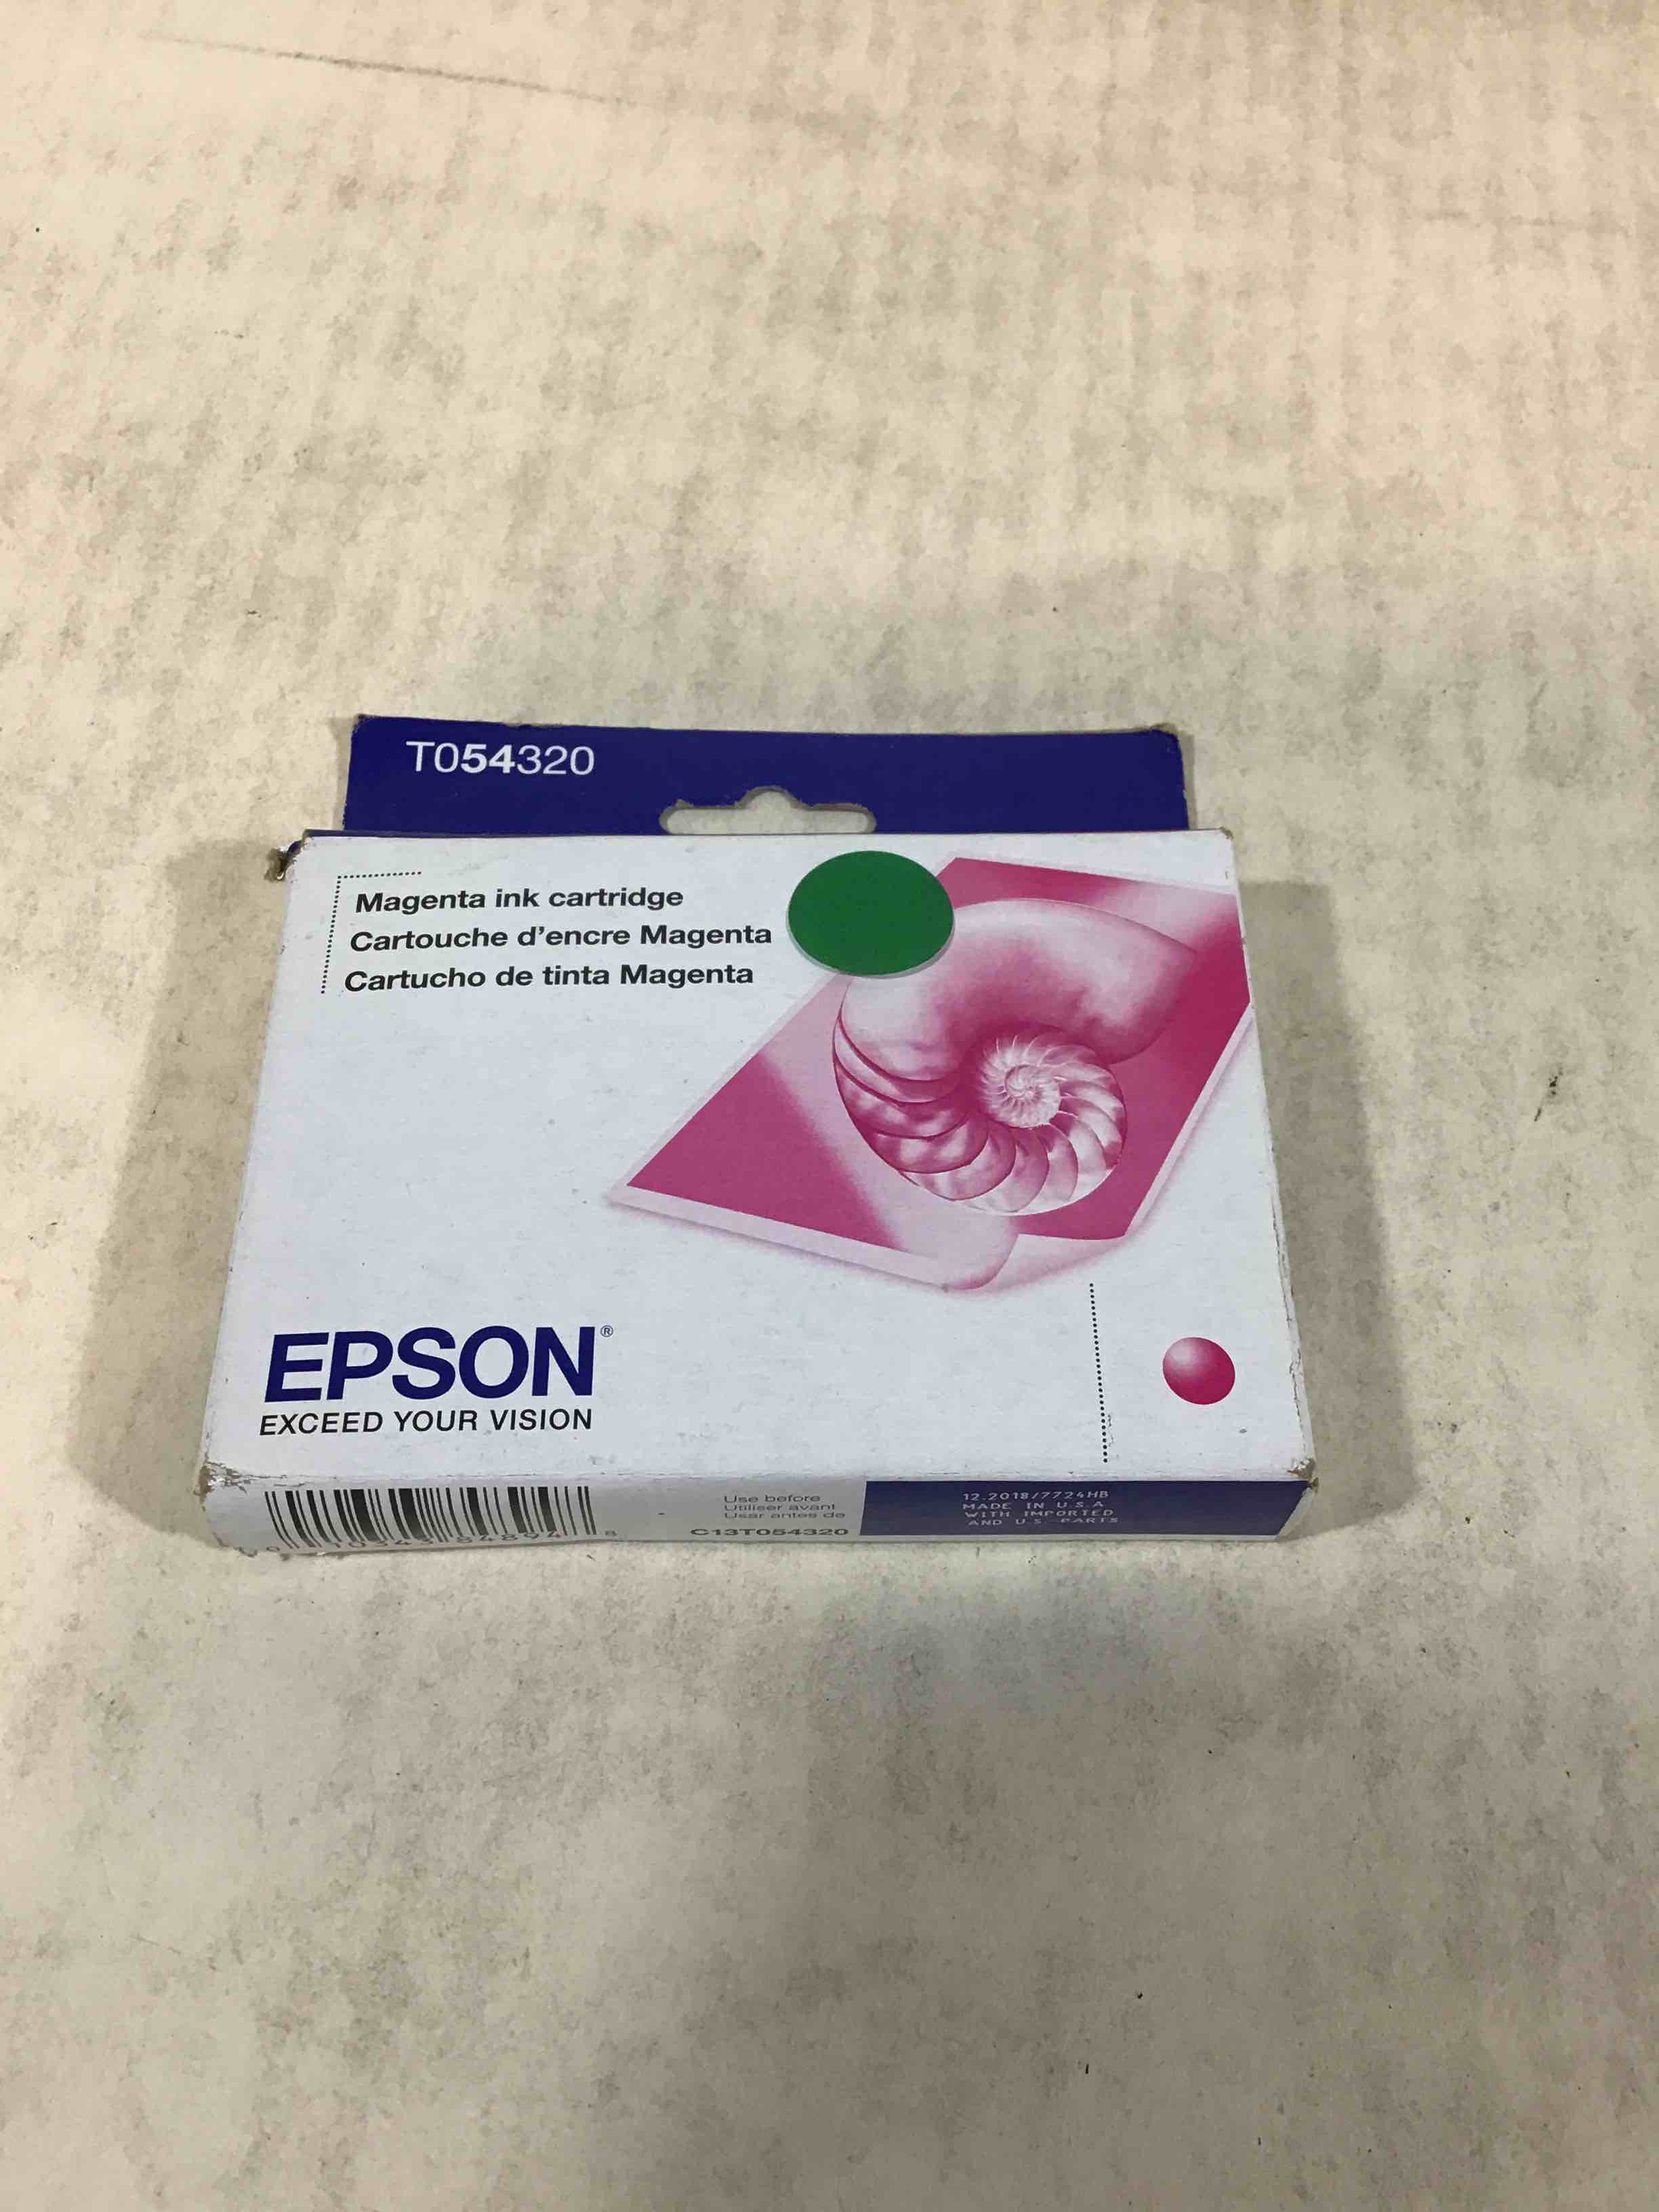 T054320
Magenta ink cartridge
Cartouche d'encre Magenta
Cartucho de tinta Magenta
EPSON®
EXCEED YOUR VISION
Use before
Utiliser avant
Usar antes de
C13T054320
12.2018/7724HB
MADE IN U.S.A
WITH IMPORTED
AND U.S. PARTS